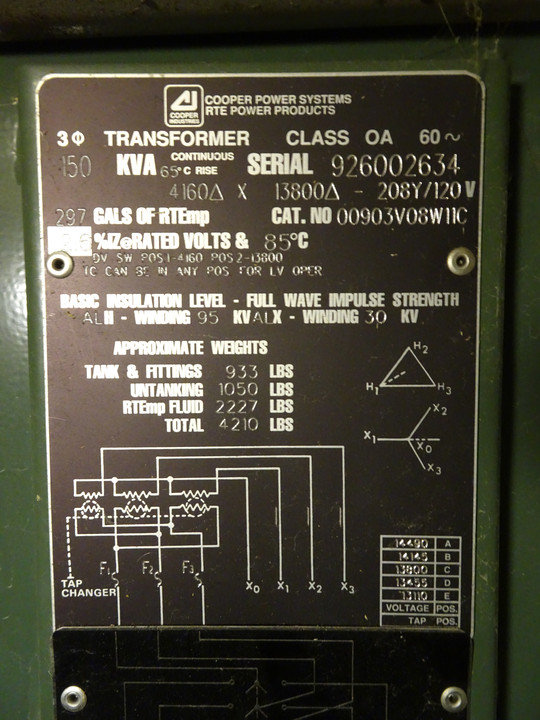 COOPER
INDUSTRIES
COOPER POWER SYSTEMS
RTE POWER PRODUCTS
3Φ TRANSFORMER CLASS OA 60~
150 KVA CONTINUOUS 65°C RISE SERIAL 926002634
4160Δ X 13800Δ - 208Y/120 V
297 GALS OF RTEmp CAT. NO 00903V08W11C
%IZ@RATED VOLTS & 85°C
DV SW POS1-4160 POS2-13800
TC CAN BE IN ANY POS FOR LV OPER
BASIC INSULATION LEVEL - FULL WAVE IMPULSE STRENGTH
ALH - WINDING 95 KV ALX - WINDING 30 KV
APPROXIMATE WEIGHTS
TANK & FITTINGS 933 LBS
UNTANKING 1050 LBS
RTEmp FLUID 2227 LBS
TOTAL 4210 LBS
H2
H1 H3
X2
X1 X0
X3
F1 F2 F3
TAP
CHANGER
X0 X1 X2 X3
14490 A
14145 B
13800 C
13455 D
13110 E
VOLTAGE POS.
TAP POS.